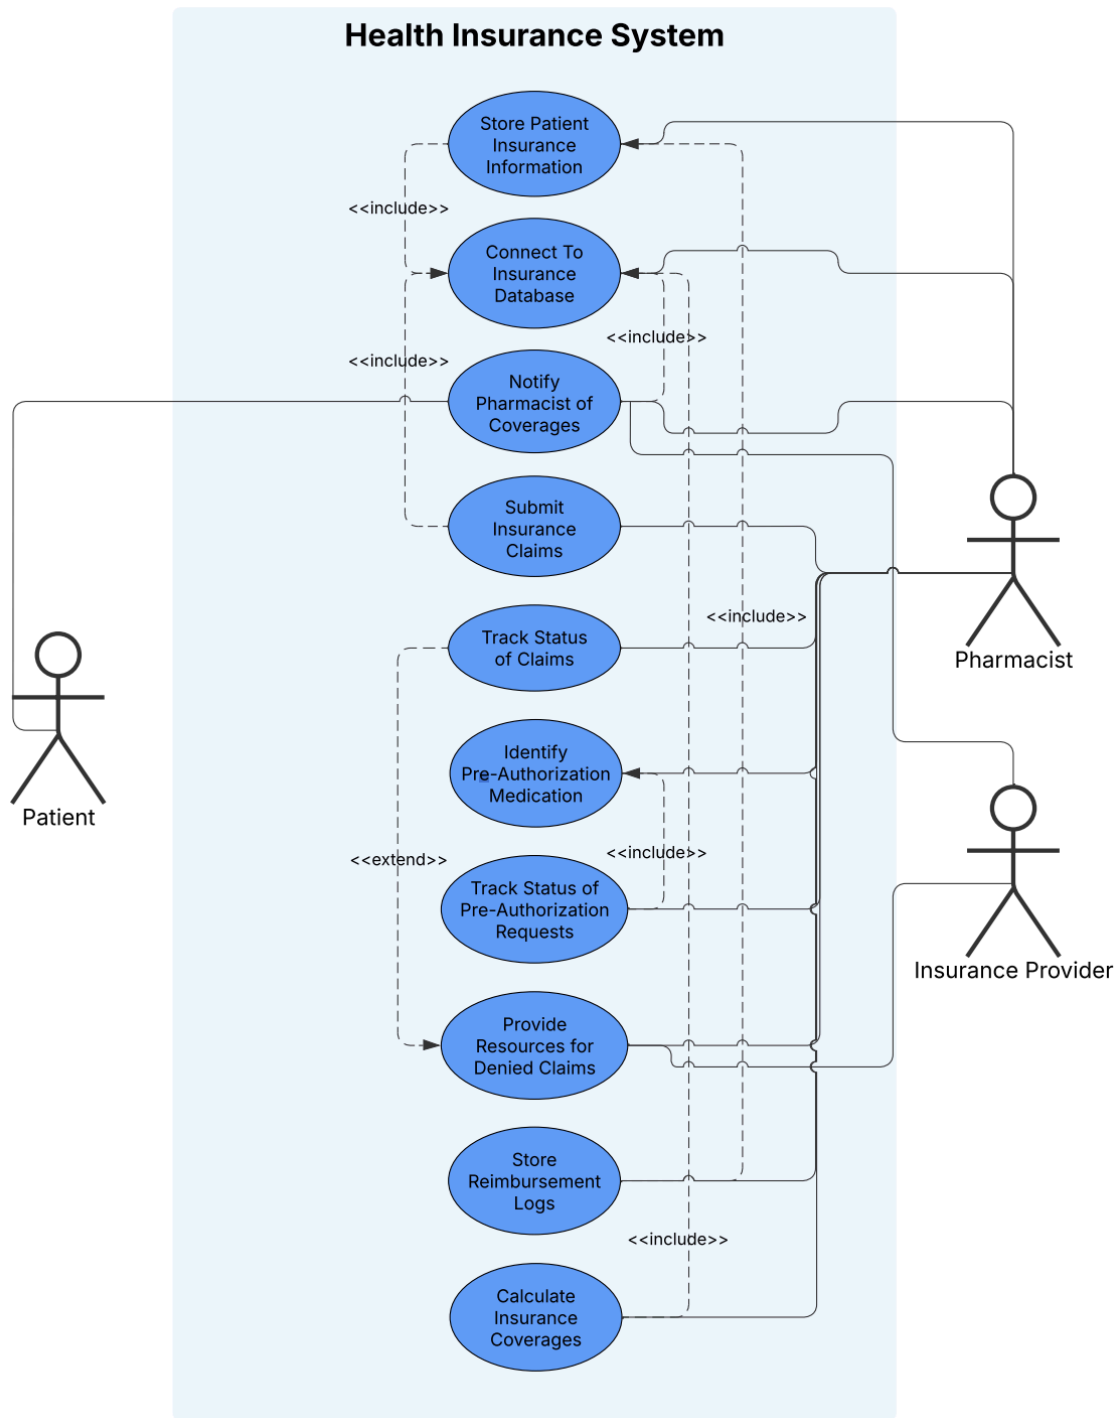 Health Insurance System
Store Patient
Insurance
Information
<<include>>
Connect To
Insurance
Database
<<include>>
<<include>>
Notify
Pharmacist of
Coverages
Submit
Insurance
Claims
<<include>>
Track Status
of Claims
Pharmacist
Identify
Pre-Authorization
Medication
Patient
<<include>>
<<extend>>
Track Status of
Pre-Authorization
Requests
Insurance Provider
Provide
Resources for
Denied Claims
Store
Reimbursement
Logs
<<include>>
Calculate
Insurance
Coverages